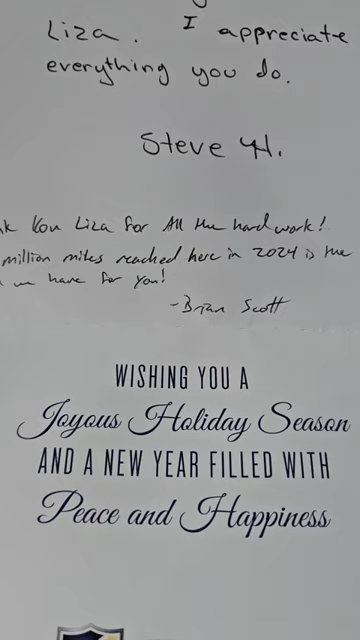 Liza. I appreciate
everything you do.
Steve H.
k You Liza for All the hard work!
million miles reached here in 2024 is the
we have for you!
-Brian Scott
WISHING YOU A
Joyous Holiday Season
AND A NEW YEAR FILLED WITH
Peace and Happiness